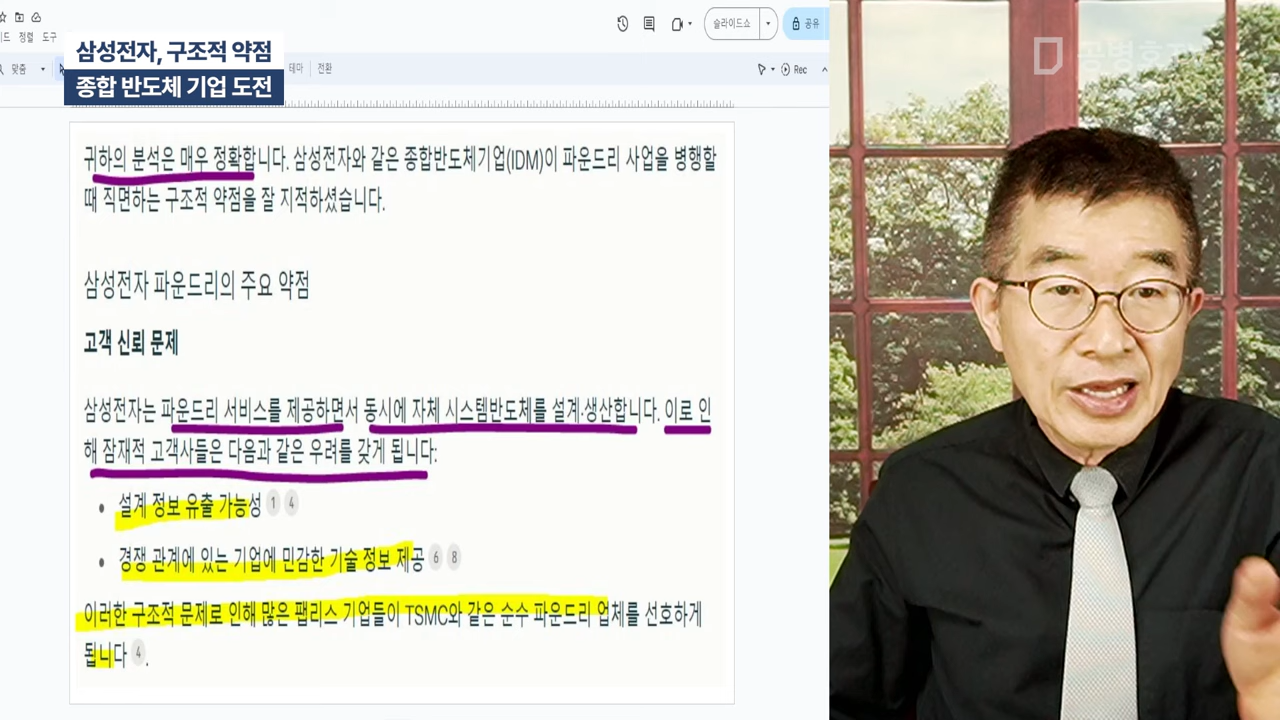 드 정렬 도구
슬라이드쇼
공유
삼성전자, 구조적 약점
종합 반도체 기업 도전
맞춤
테마
전환
Rec
공병호TV
귀하의 분석은 매우 정확합니다. 삼성전자와 같은 종합반도체기업(IDM)이 파운드리 사업을 병행할
때 직면하는 구조적 약점을 잘 지적하셨습니다.
삼성전자 파운드리의 주요 약점
고객 신뢰 문제
삼성전자는 파운드리 서비스를 제공하면서 동시에 자체 시스템반도체를 설계·생산합니다. 이로 인
해 잠재적 고객사들은 다음과 같은 우려를 갖게 됩니다:
• 설계 정보 유출 가능성 1 4
• 경쟁 관계에 있는 기업에 민감한 기술 정보 제공 6 8
이러한 구조적 문제로 인해 많은 팹리스 기업들이 TSMC와 같은 순수 파운드리 업체를 선호하게
됩니다 4.